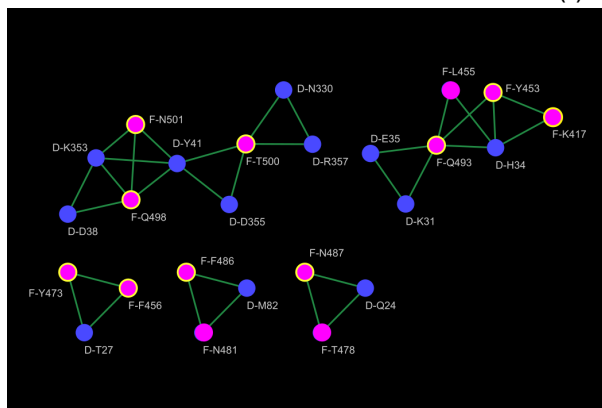 F-L455
F-Y453
D-N330
F-N501
F-K417
D-Y41
D-E35
D-K353
F-T500
D-R357
F-Q493
D-H34
F-Q498
D-K31
D-D38
D-D355
F-N487
F-F486
F-Y473
F-F456
D-M82
D-Q24
D-T27
F-N481
F-T478